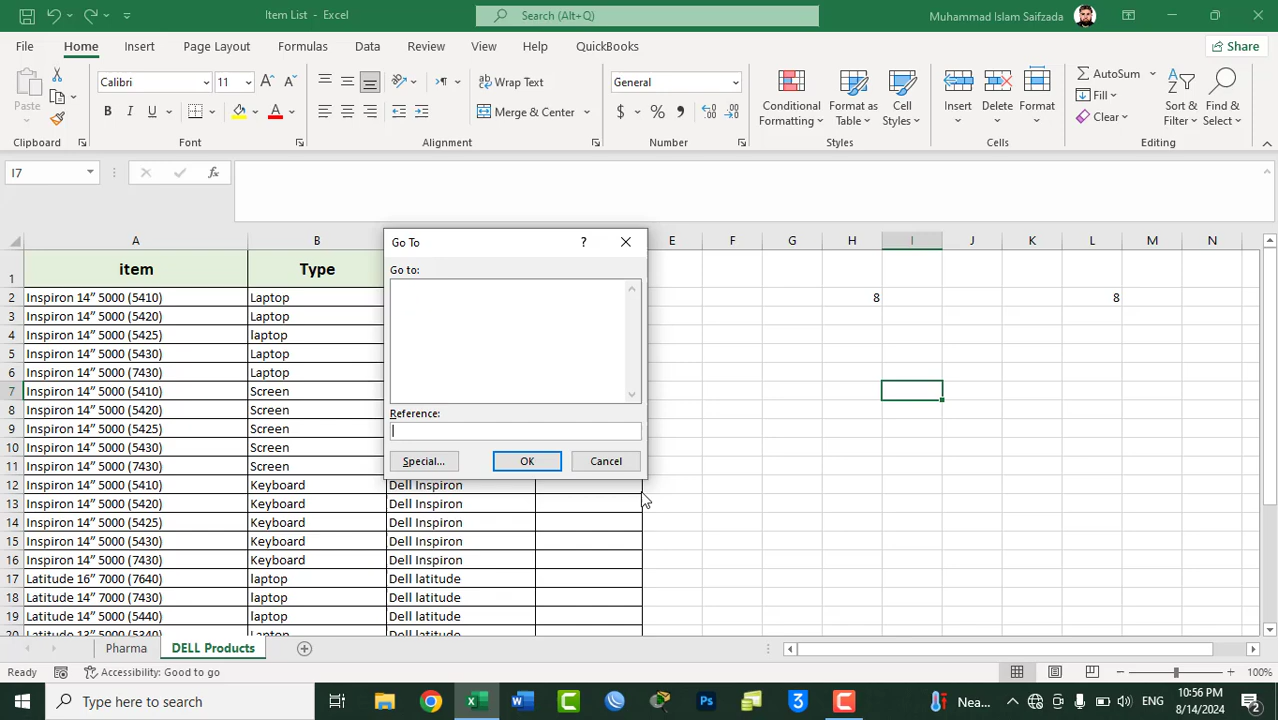 Item List - Excel
Search (Alt+Q)
Muhammad Islam Saifzada
File Home Insert Page Layout Formulas Data Review View Help QuickBooks
Share
Paste
Clipboard
Calibri 11
B I U
Font
Wrap Text
Merge & Center
Alignment
General
$ % ,
Number
Conditional Formatting
Format as Table
Cell Styles
Styles
Insert Delete Format
Cells
AutoSum
Fill
Clear
Sort & Filter
Find & Select
Editing
I7
fx
A B E F G H I J K L M N
1 item Type
2 Inspiron 14” 5000 (5410) Laptop 8 8
3 Inspiron 14” 5000 (5420) Laptop
4 Inspiron 14” 5000 (5425) laptop
5 Inspiron 14” 5000 (5430) Laptop
6 Inspiron 14” 5000 (7430) Laptop
7 Inspiron 14” 5000 (5410) Screen
8 Inspiron 14” 5000 (5420) Screen
9 Inspiron 14” 5000 (5425) Screen
10 Inspiron 14” 5000 (5430) Screen
11 Inspiron 14” 5000 (7430) Screen
12 Inspiron 14” 5000 (5410) Keyboard Dell Inspiron
13 Inspiron 14” 5000 (5420) Keyboard Dell Inspiron
14 Inspiron 14” 5000 (5425) Keyboard Dell Inspiron
15 Inspiron 14” 5000 (5430) Keyboard Dell Inspiron
16 Inspiron 14” 5000 (7430) Keyboard Dell Inspiron
17 Latitude 16” 7000 (7640) laptop Dell latitude
18 Latitude 14” 7000 (7430) laptop Dell latitude
19 Latitude 14” 5000 (5440) laptop Dell latitude
20 Latitude 13” 5000 (5340) Laptop Dell latitude
Go To ?
Go to:
Reference:
Special... OK Cancel
Pharma DELL Products
Ready Accessibility: Good to go 100%
Type here to search
Nea...
ENG
10:56 PM
8/14/2024
2